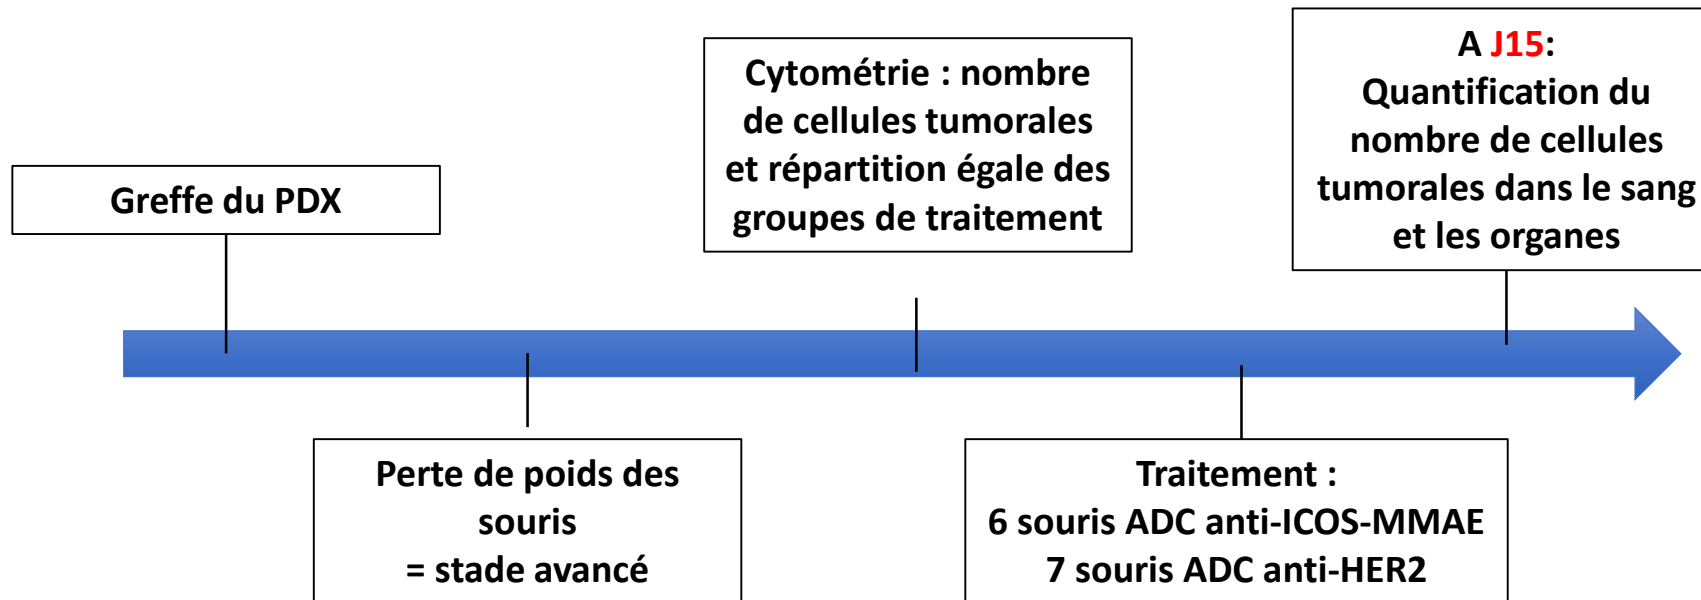 Greffe du PDX
Perte de poids des
souris
= stade avancé
Cytométrie : nombre
de cellules tumorales
et répartition égale des
groupes de traitement
Traitement :
6 souris ADC anti-ICOS-MMAE
7 souris ADC anti-HER2
A J15:
Quantification du
nombre de cellules
tumorales dans le sang
et les organes